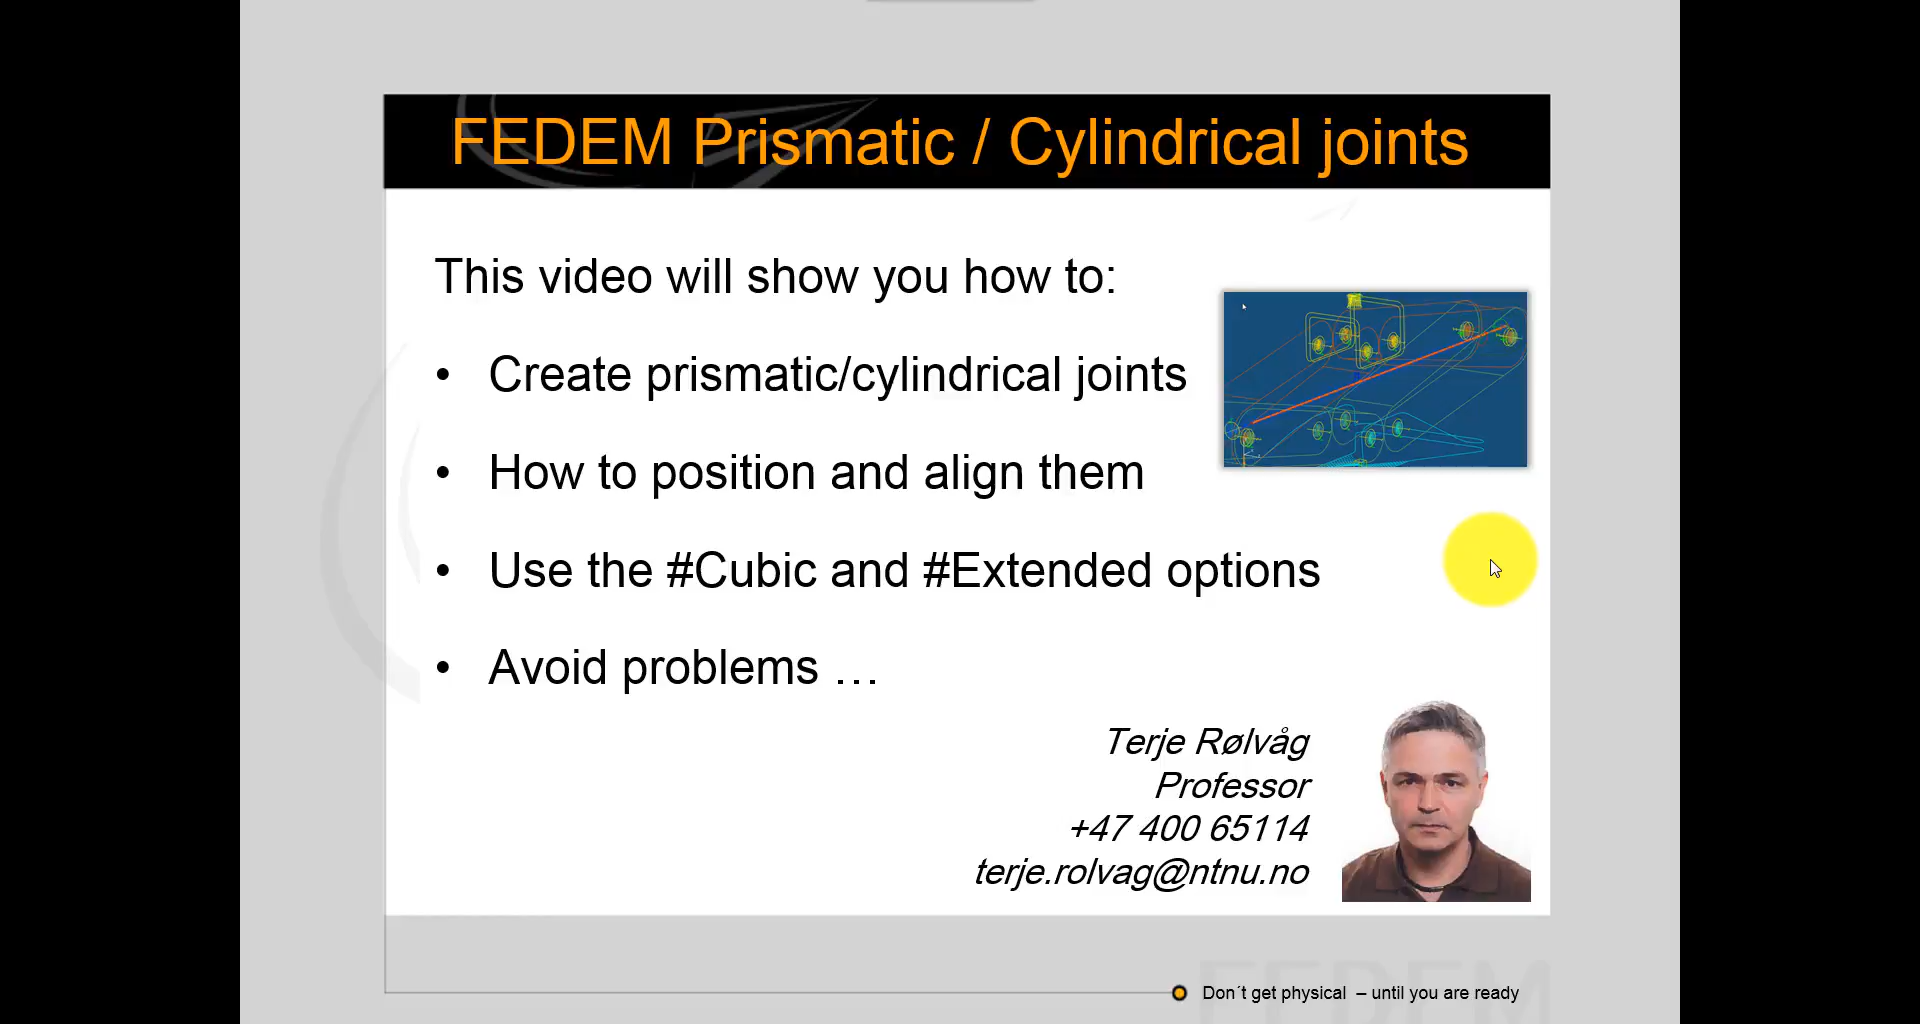 FEDEM Prismatic / Cylindrical joints
This video will show you how to:
• Create prismatic/cylindrical joints
• How to position and align them
• Use the #Cubic and #Extended options
• Avoid problems …
Terje Rølvåg
Professor
+47 400 65114
terje.rolvag@ntnu.no
FEDEM
Don´t get physical – until you are ready